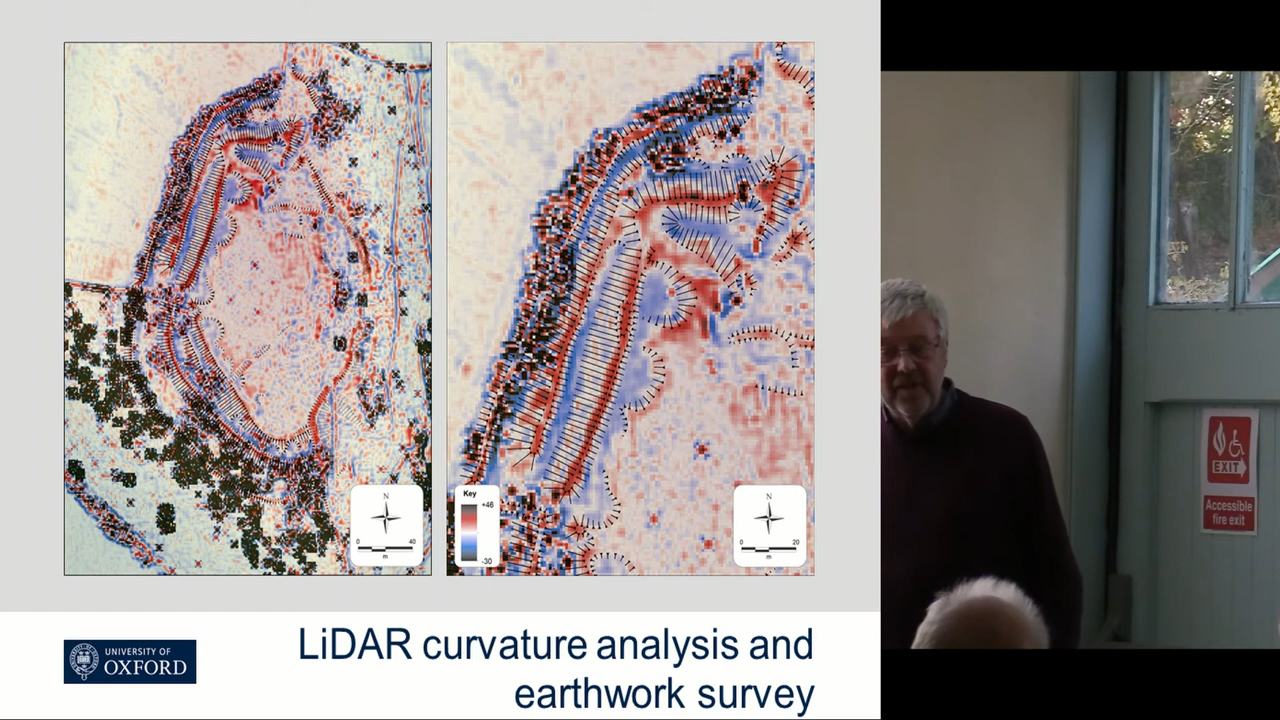 N
0
40
m
Key
+46
-30
N
0
20
m
UNIVERSITY OF
OXFORD
LiDAR curvature analysis and
earthwork survey
EXIT
Accessible
fire exit